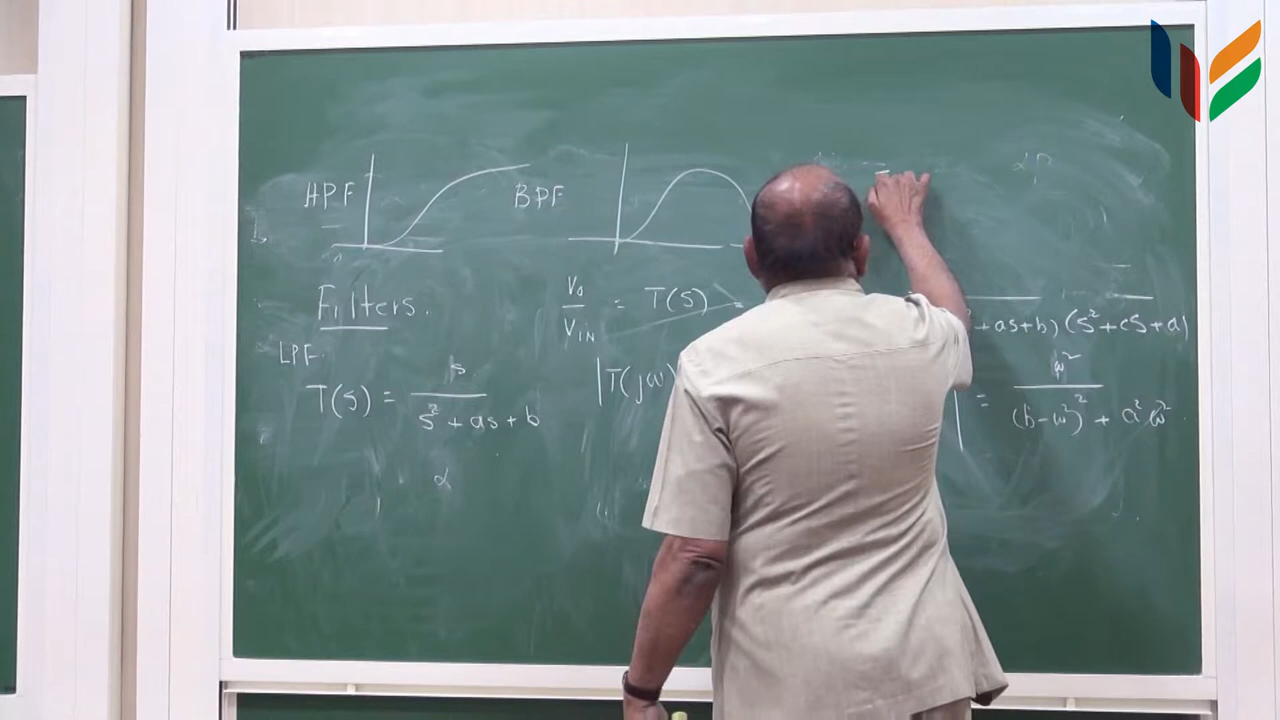 HPF BPF
Filters.
V₀/V_IN = T(s) =
+as+b) (s²+cs+a)
LPF.
T(s) = s/(s²+as+b)
|T(jω)
| = ω²/((b-ω²)² + a²ω²)
α